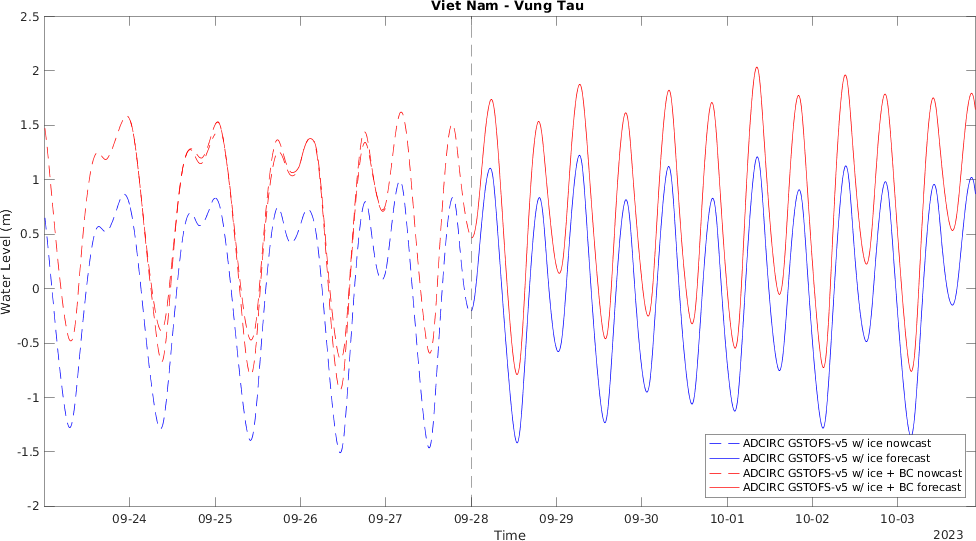 Viet Nam - Vung Tau
2.5
2
1.5
1
0.5
0
-0.5
-1
-1.5
-2
Water Level (m)
ADCIRC GSTOFS-v5 w/ ice nowcast
ADCIRC GSTOFS-v5 w/ ice forecast
ADCIRC GSTOFS-v5 w/ ice + BC nowcast
ADCIRC GSTOFS-v5 w/ ice + BC forecast
09-24 09-25 09-26 09-27 09-28 09-29 09-30 10-01 10-02 10-03
Time
2023